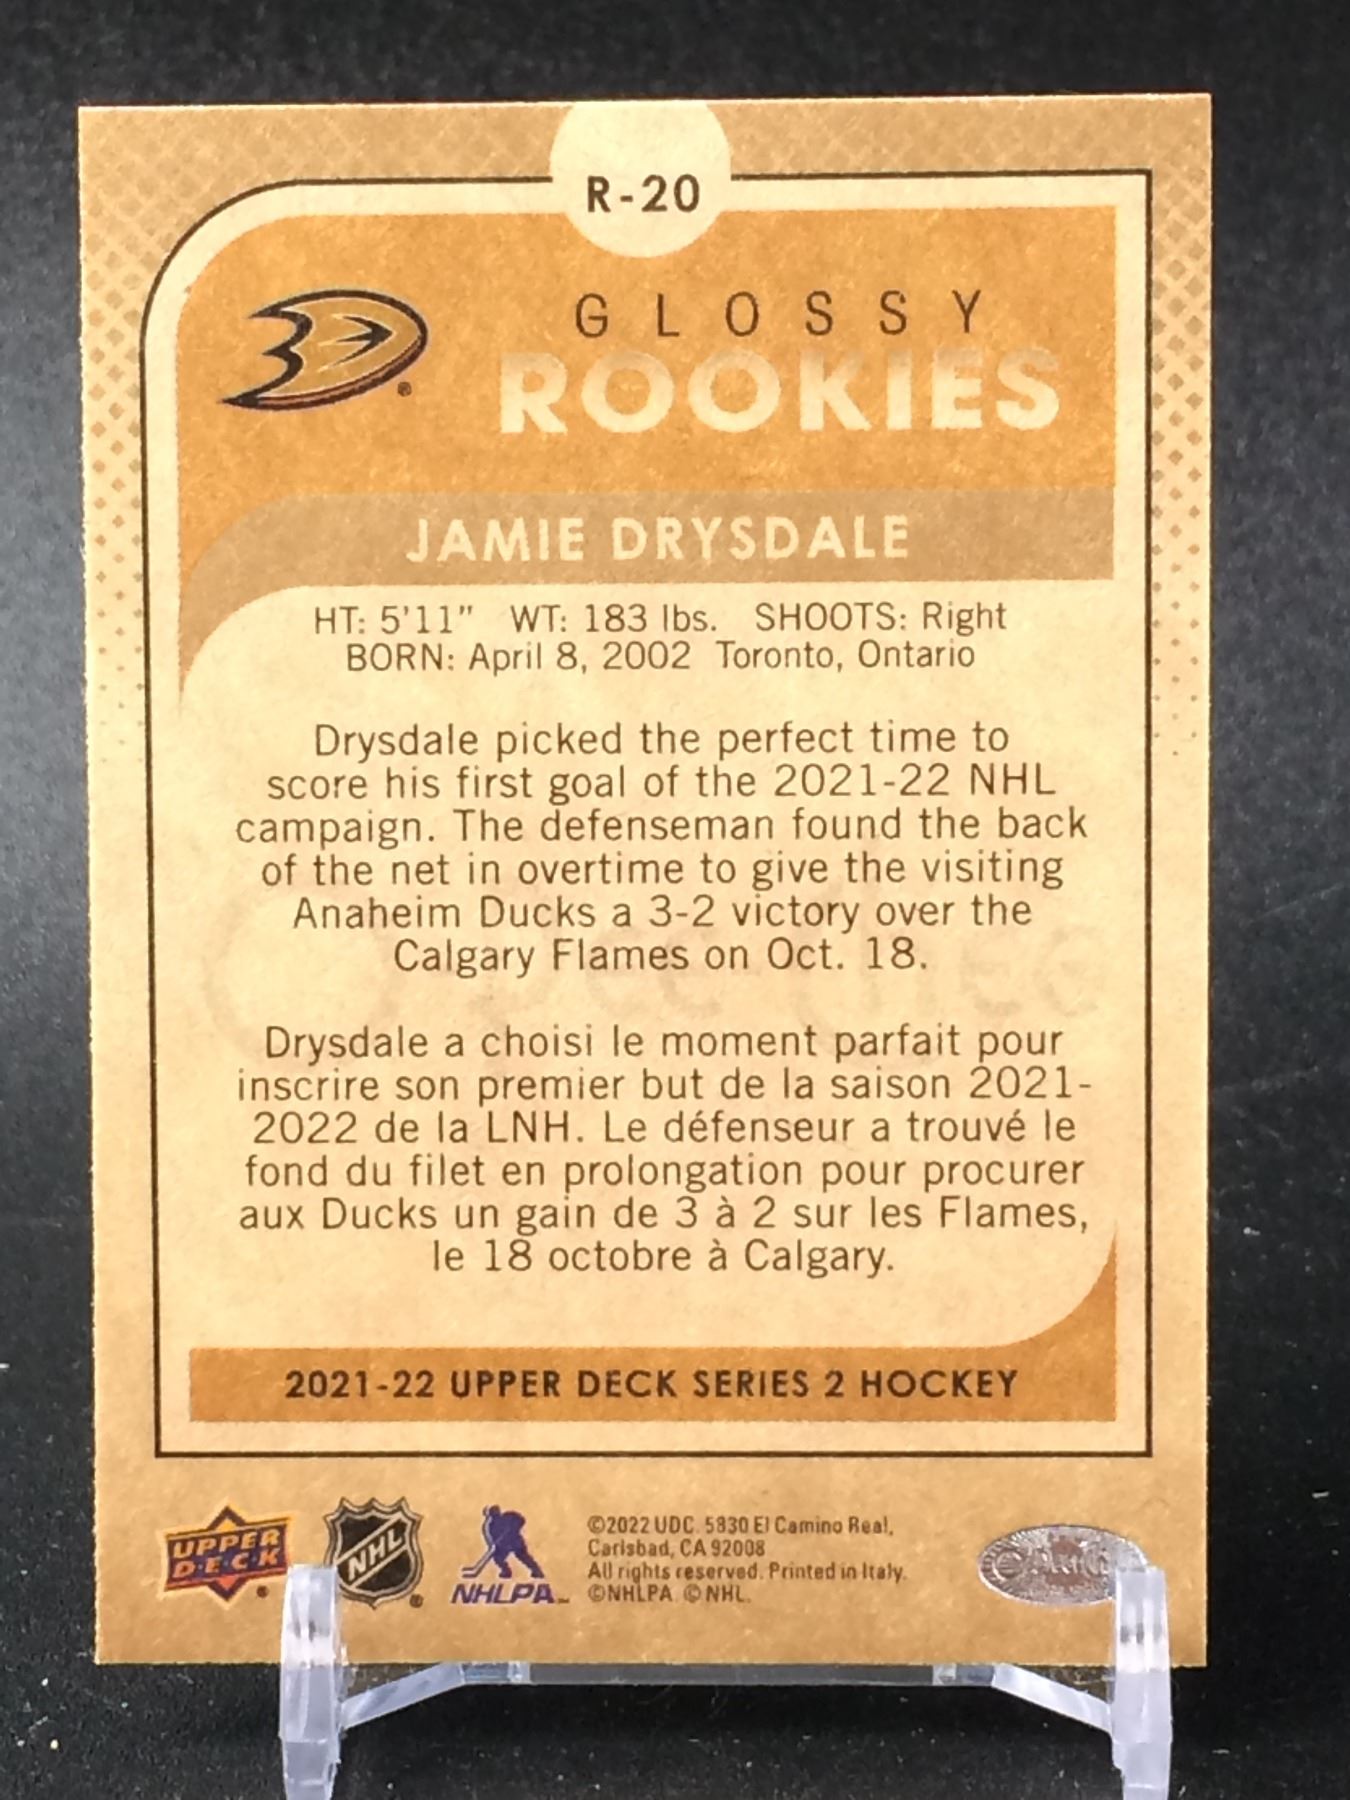 R-20
GLOSSY
ROOKIES
JAMIE DRYSDALE
HT: 5'11" WT: 183 lbs. SHOOTS: Right
BORN: April 8, 2002 Toronto, Ontario
Drysdale picked the perfect time to
score his first goal of the 2021-22 NHL
campaign. The defenseman found the back
of the net in overtime to give the visiting
Anaheim Ducks a 3-2 victory over the
Calgary Flames on Oct. 18.
Drysdale a choisi le moment parfait pour
inscrire son premier but de la saison 2021-
2022 de la LNH. Le défenseur a trouvé le
fond du filet en prolongation pour procurer
aux Ducks un gain de 3 à 2 sur les Flames,
le 18 octobre à Calgary.
2021-22 UPPER DECK SERIES 2 HOCKEY
UPPER
DECK
NHL
NHLPA
©2022 UDC. 5830 El Camino Real,
Carlsbad, CA 92008
All rights reserved. Printed in Italy.
©NHLPA ©NHL.